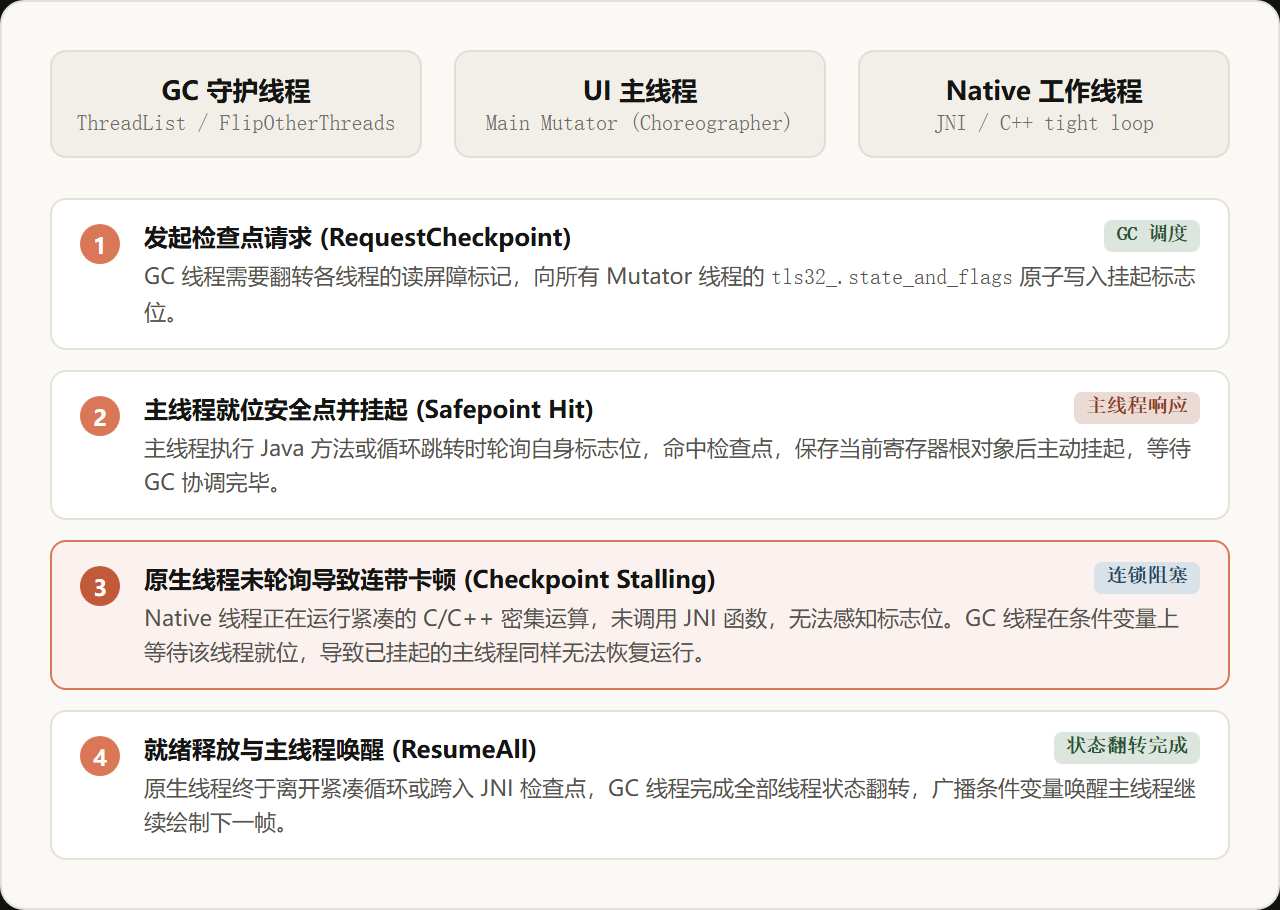 GC 守护线程
ThreadList / FlipOtherThreads
UI 主线程
Main Mutator (Choreographer)
Native 工作线程
JNI / C++ tight loop
1
发起检查点请求 (RequestCheckpoint)
GC 调度
GC 线程需要翻转各线程的读屏障标记，向所有 Mutator 线程的 tls32_.state_and_flags 原子写入挂起标志
位。
2
主线程就位安全点并挂起 (Safepoint Hit)
主线程响应
主线程执行 Java 方法或循环跳转时轮询自身标志位，命中检查点，保存当前寄存器根对象后主动挂起，等待
GC 协调完毕。
3
原生线程未轮询导致连带卡顿 (Checkpoint Stalling)
连锁阻塞
Native 线程正在运行紧凑的 C/C++ 密集运算，未调用 JNI 函数，无法感知标志位。GC 线程在条件变量上
等待该线程就位，导致已挂起的主线程同样无法恢复运行。
4
就绪释放与主线程唤醒 (ResumeAll)
状态翻转完成
原生线程终于离开紧凑循环或跨入 JNI 检查点，GC 线程完成全部线程状态翻转，广播条件变量唤醒主线程继
续绘制下一帧。